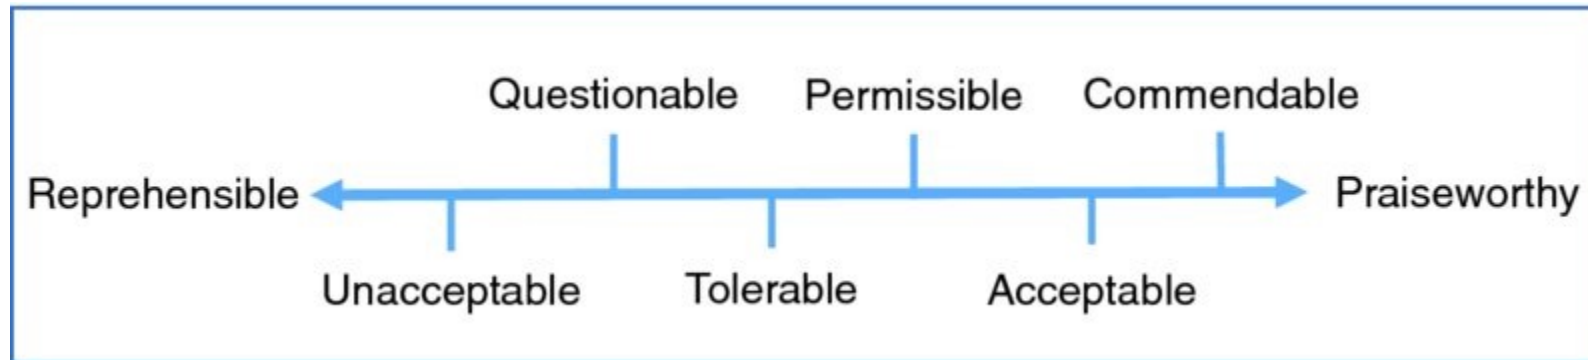 Questionable Permissible Commendable
Reprehensible Praiseworthy
Unacceptable Tolerable Acceptable